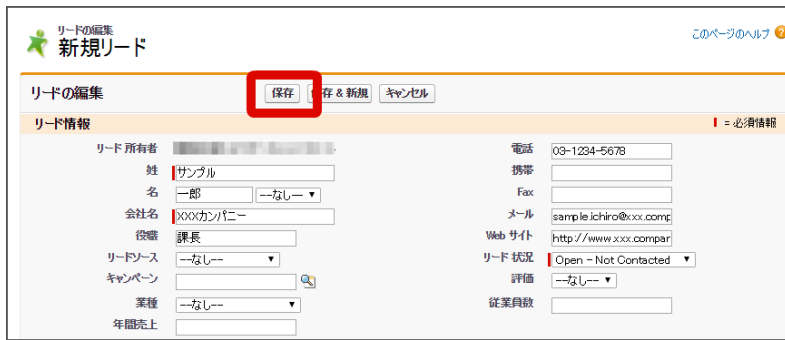 リードの編集
新規リード
このページのヘルプ
リードの編集
保存
存 & 新規
キャンセル
リード情報
= 必須情報
リード 所有者
電話 03-1234-5678
姓 サンプル
携帯
名 一郎 --なし--
Fax
会社名 XXXカンパニー
メール sample.ichiro@xxx.comp
役職 課長
Web サイト http://www.xxx.compar
リードソース --なし--
リード 状況 Open - Not Contacted
キャンペーン
評価 --なし--
業種 --なし--
従業員数
年間売上